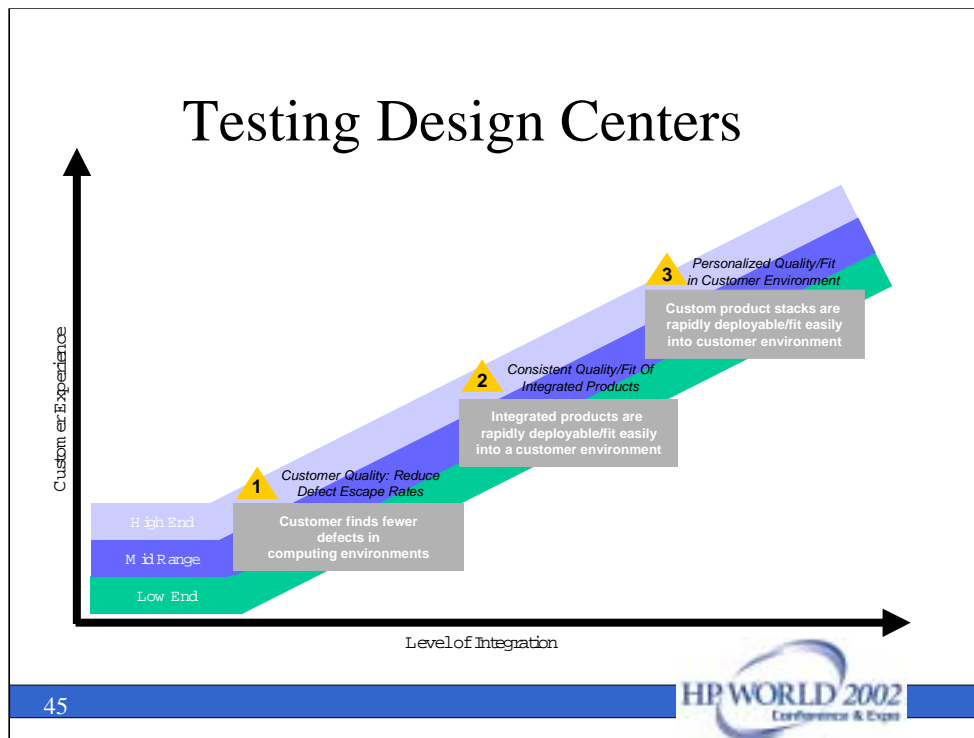 Testing Design Centers
Customer Experience
3
Personalized Quality/Fit
in Customer Environment
Custom product stacks are
rapidly deployable/fit easily
into customer environment
2
Consistent Quality/Fit Of
Integrated Products
Integrated products are
rapidly deployable/fit easily
into a customer environment
1
Customer Quality: Reduce
Defect Escape Rates
Customer finds fewer
defects in
computing environments
High End
Mid Range
Low End
Level of Integration
45
HP WORLD 2002
Conference & Expo